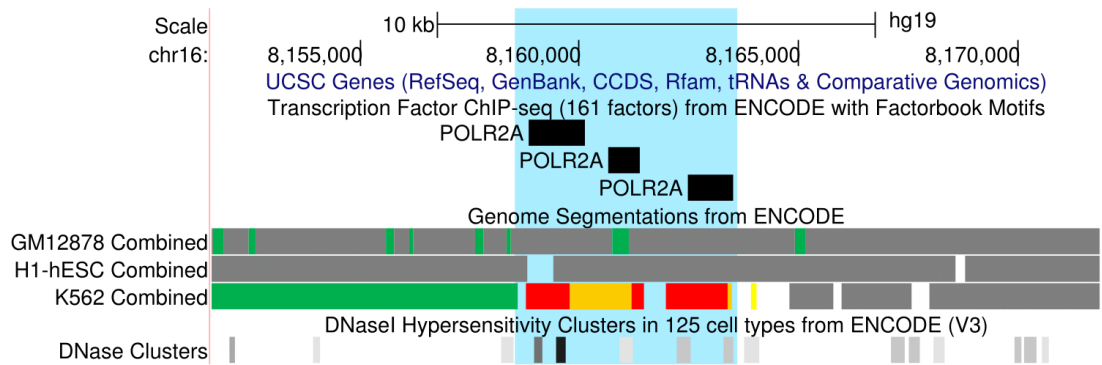 Scale 10 kb hg19
chr16: 8,155,000 8,160,000 8,165,000 8,170,000
UCSC Genes (RefSeq, GenBank, CCDS, Rfam, tRNAs & Comparative Genomics)
Transcription Factor ChIP-seq (161 factors) from ENCODE with Factorbook Motifs
POLR2A
POLR2A
POLR2A
Genome Segmentations from ENCODE
GM12878 Combined
H1-hESC Combined
K562 Combined
DNaseI Hypersensitivity Clusters in 125 cell types from ENCODE (V3)
DNase Clusters